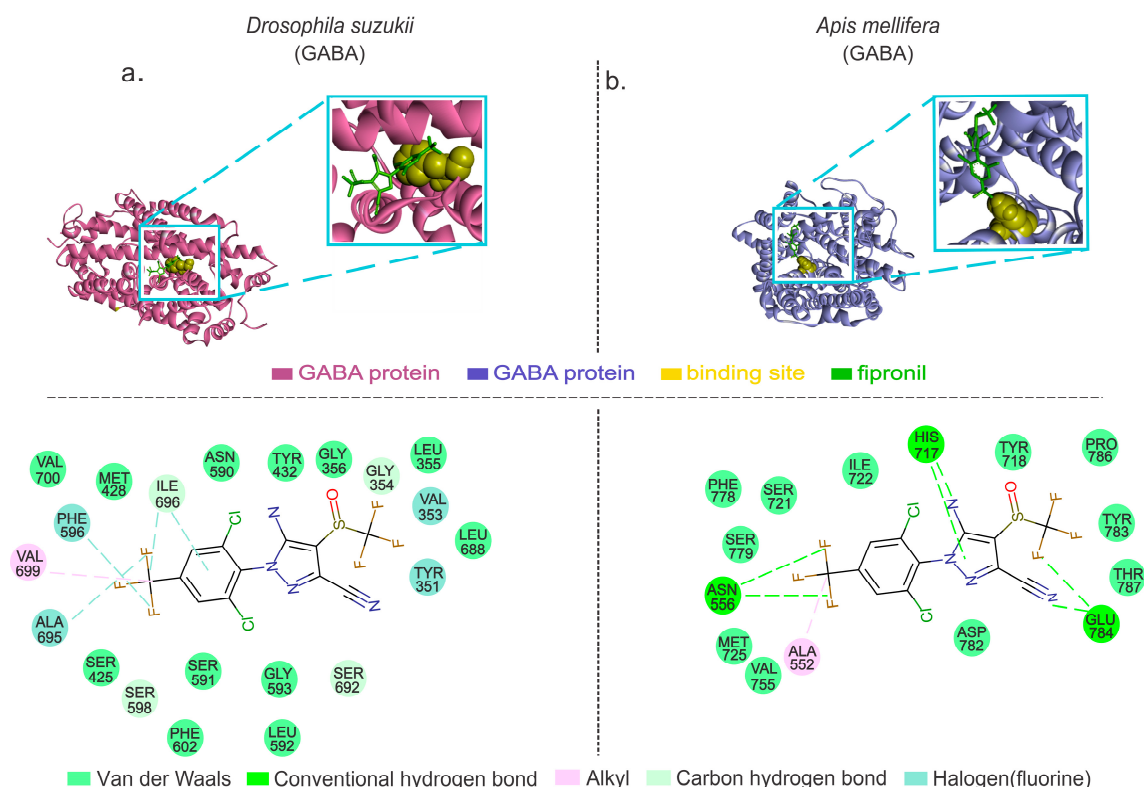 Drosophila suzukii
(GABA)
Apis mellifera
(GABA)
a.
b.
GABA protein
GABA protein
binding site
fipronil
VAL
700
MET
428
ASN
590
TYR
432
GLY
356
LEU
355
ILE
696
GLY
354
PHE
596
VAL
353
VAL
699
LEU
688
TYR
351
ALA
695
SER
425
SER
598
SER
591
GLY
593
SER
692
PHE
602
LEU
592
Cl
N
O
S
F
F
F
F
F
F
N
N
Cl
N
HIS
717
TYR
718
PRO
786
ILE
722
PHE
778
SER
721
TYR
783
SER
779
THR
787
ASN
556
GLU
784
MET
725
VAL
755
ALA
552
ASP
782
Cl
N
O
S
F
F
F
F
F
F
N
N
Cl
N
Van der Waals
Conventional hydrogen bond
Alkyl
Carbon hydrogen bond
Halogen(fluorine)